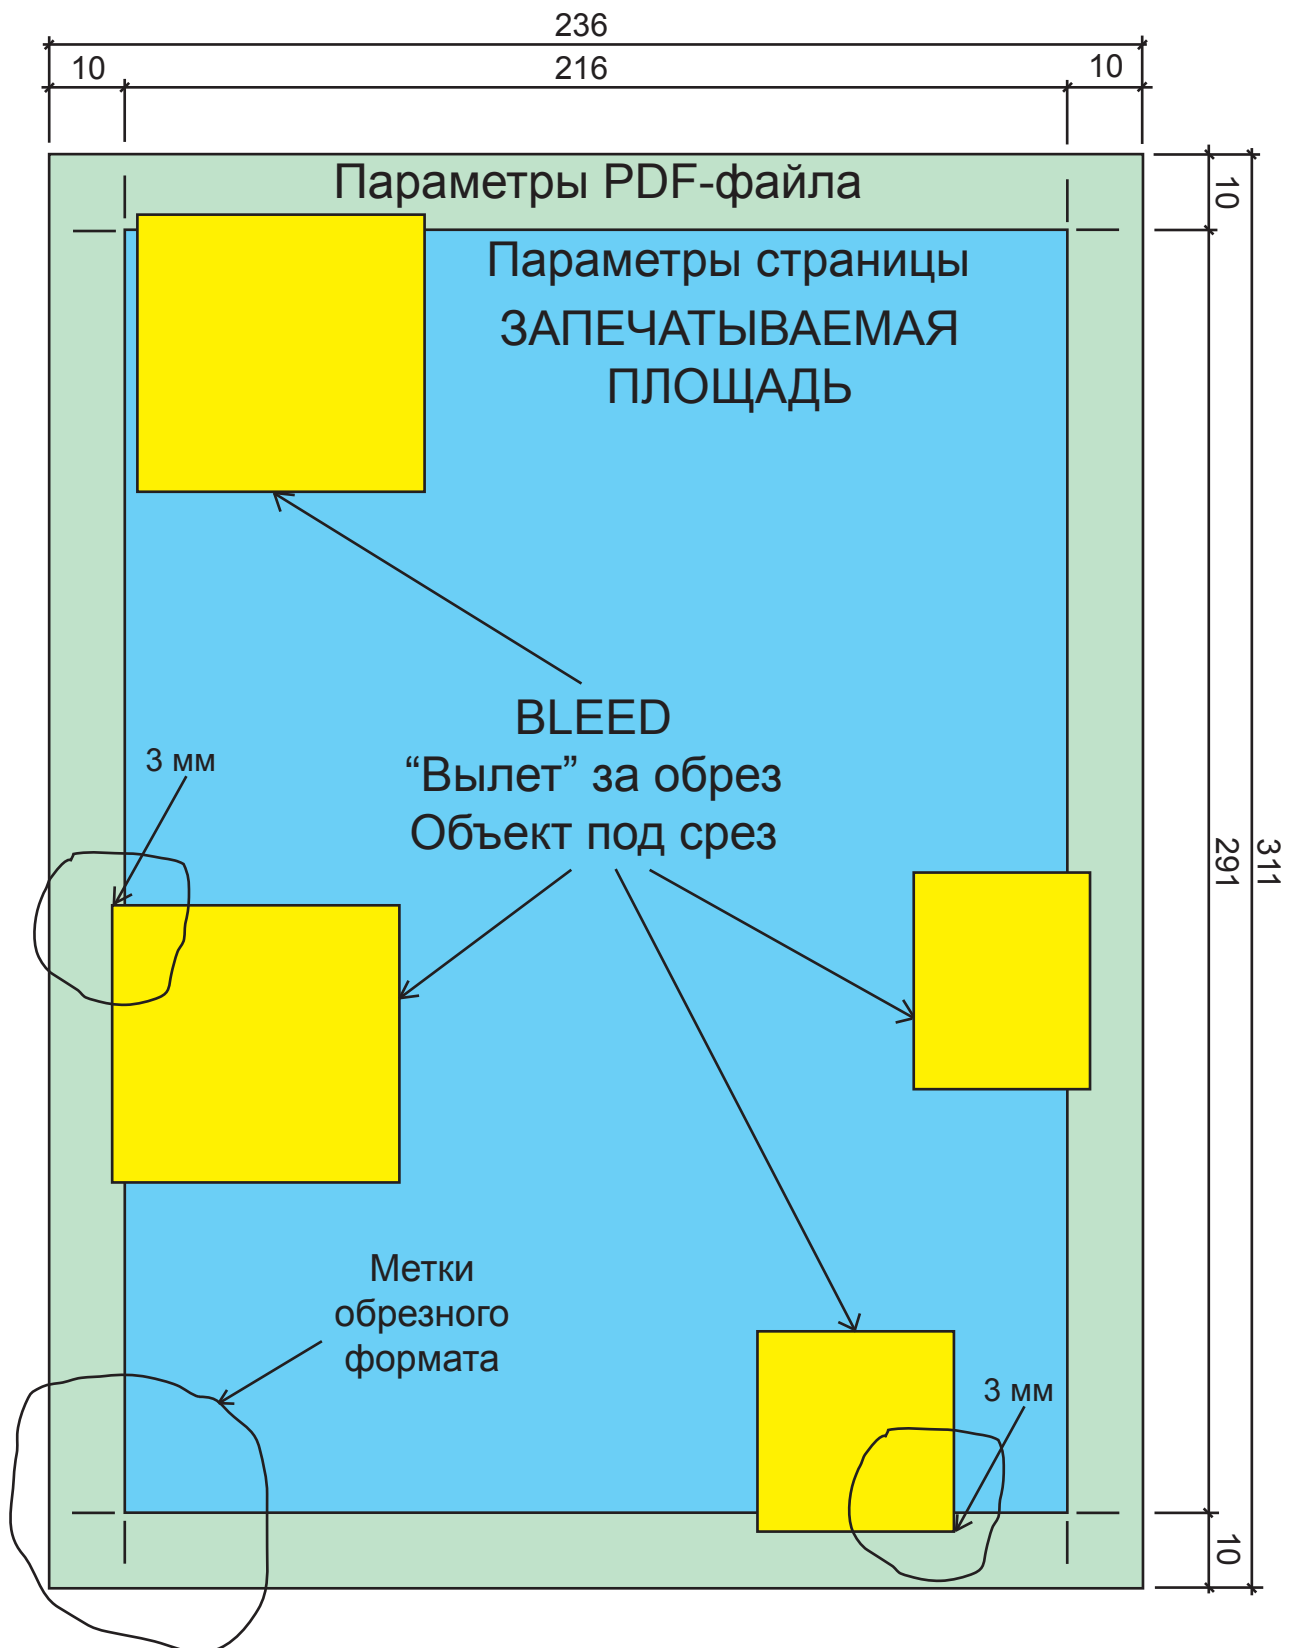 236
10
216
10
Параметры PDF-файла
10
Параметры страницы
ЗАПЕЧАТЫВАЕМАЯ
ПЛОЩАДЬ
BLEED
“Вылет” за обрез
Объект под срез
3 мм
311
291
Метки
обрезного
формата
3 мм
10